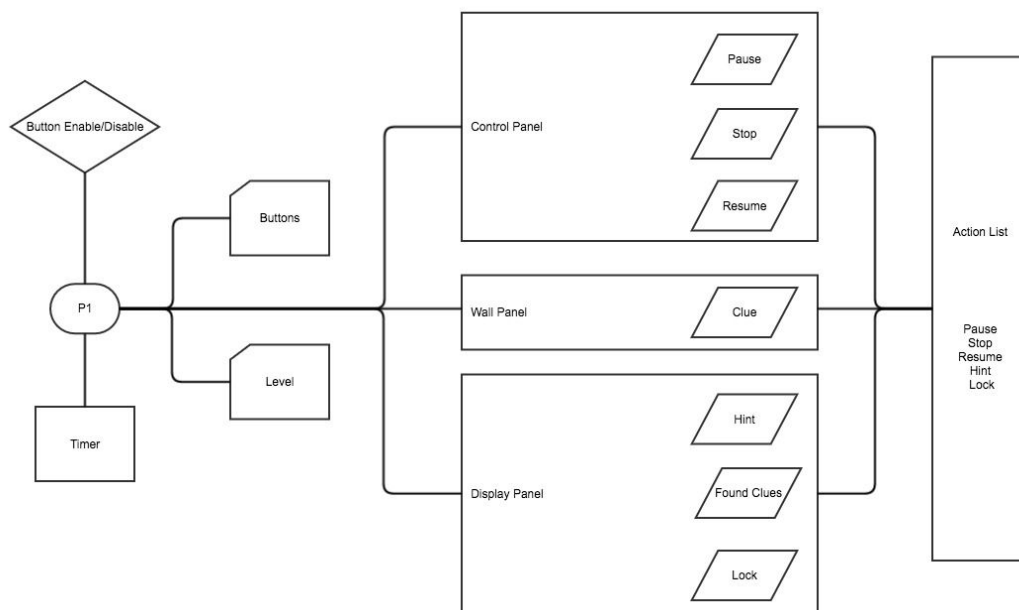 Button Enable/Disable
P1
Timer
Buttons
Level
Control Panel
Pause
Stop
Resume
Wall Panel
Clue
Display Panel
Hint
Found Clues
Lock
Action List
Pause
Stop
Resume
Hint
Lock